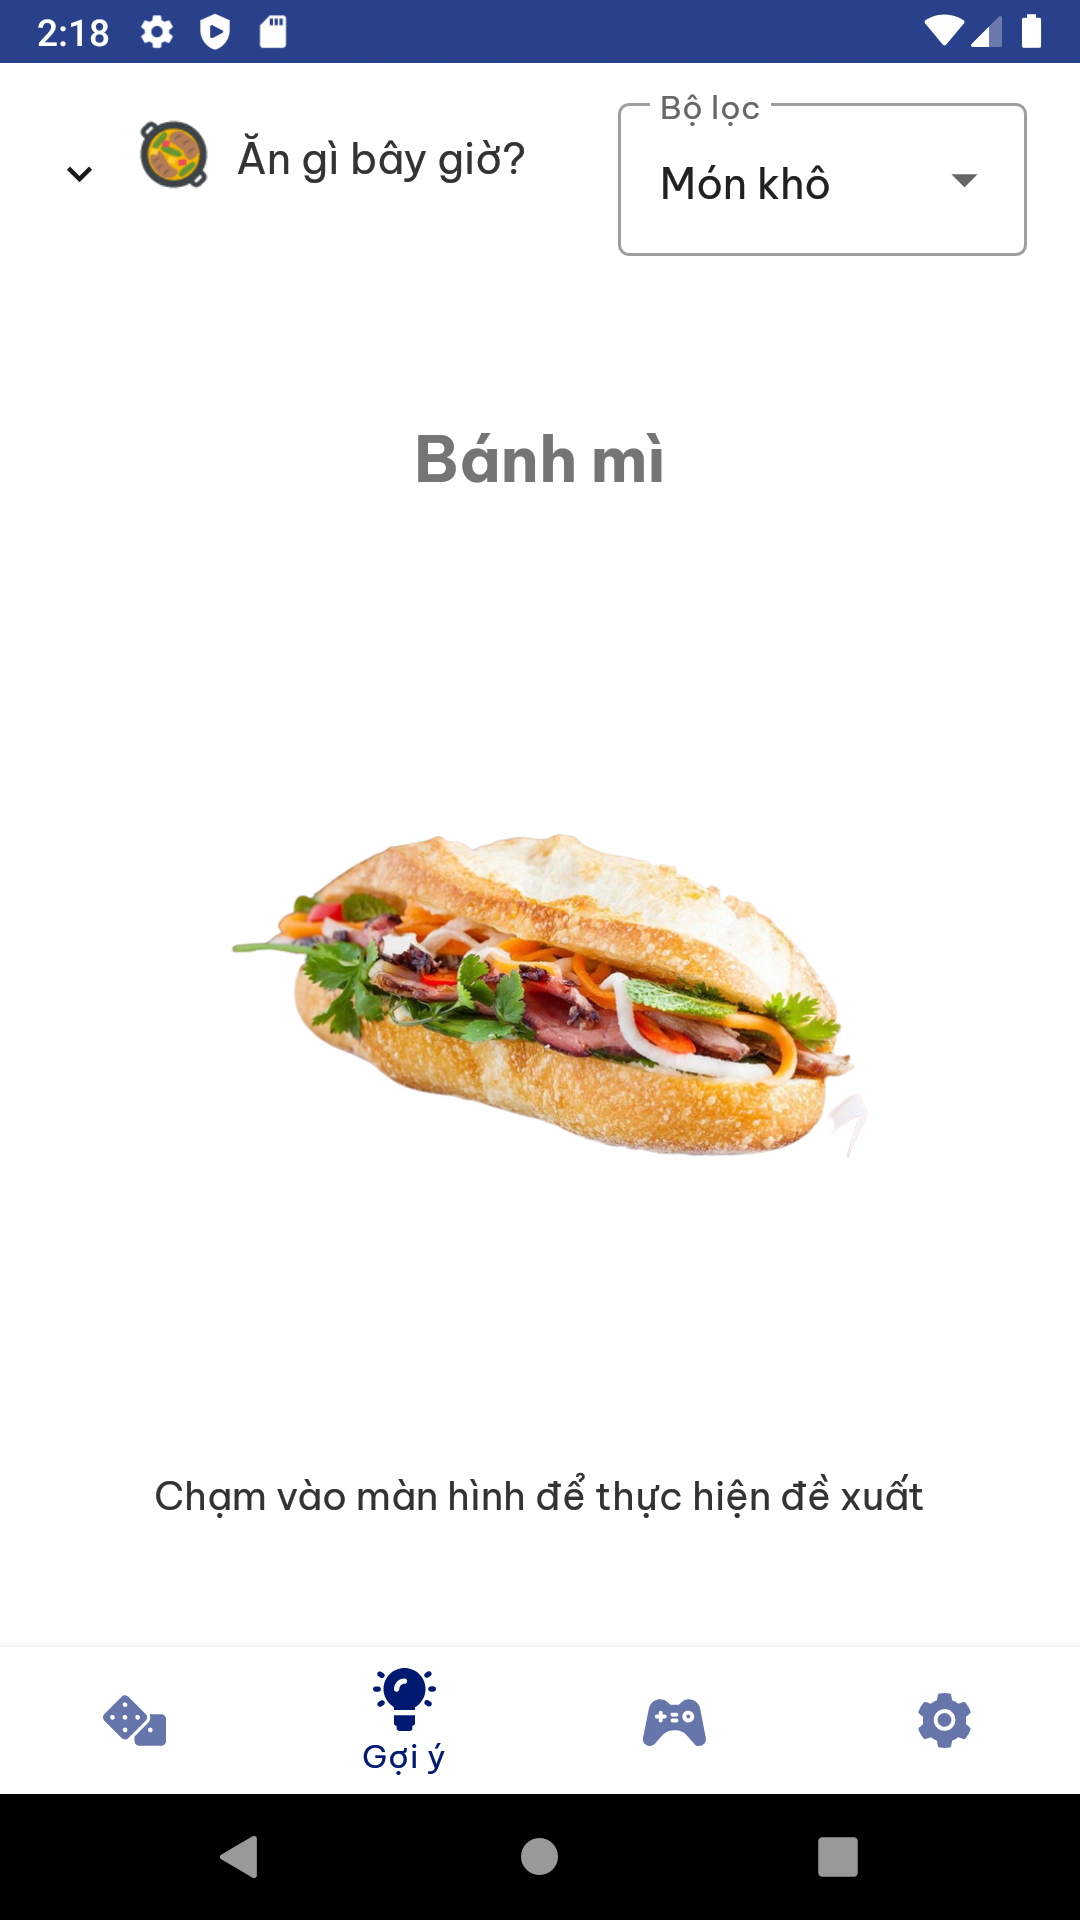 2:18
Bộ lọc
Ăn gì bây giờ?
Món khô
Bánh mì
Chạm vào màn hình để thực hiện đề xuất
Gợi ý